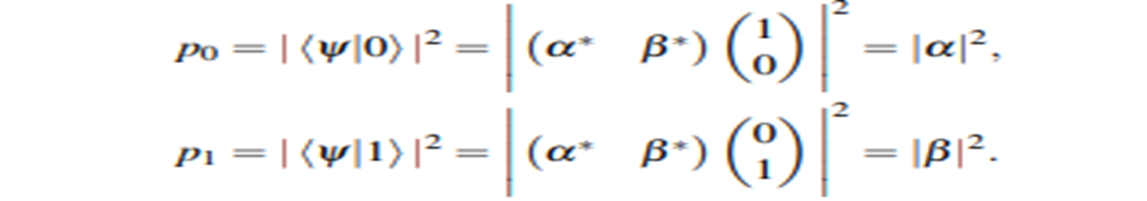 p₀ = | ⟨ψ|0⟩ |² = | (α* β*) (1 0) |² = |α|²,
p₁ = | ⟨ψ|1⟩ |² = | (α* β*) (0 1) |² = |β|².